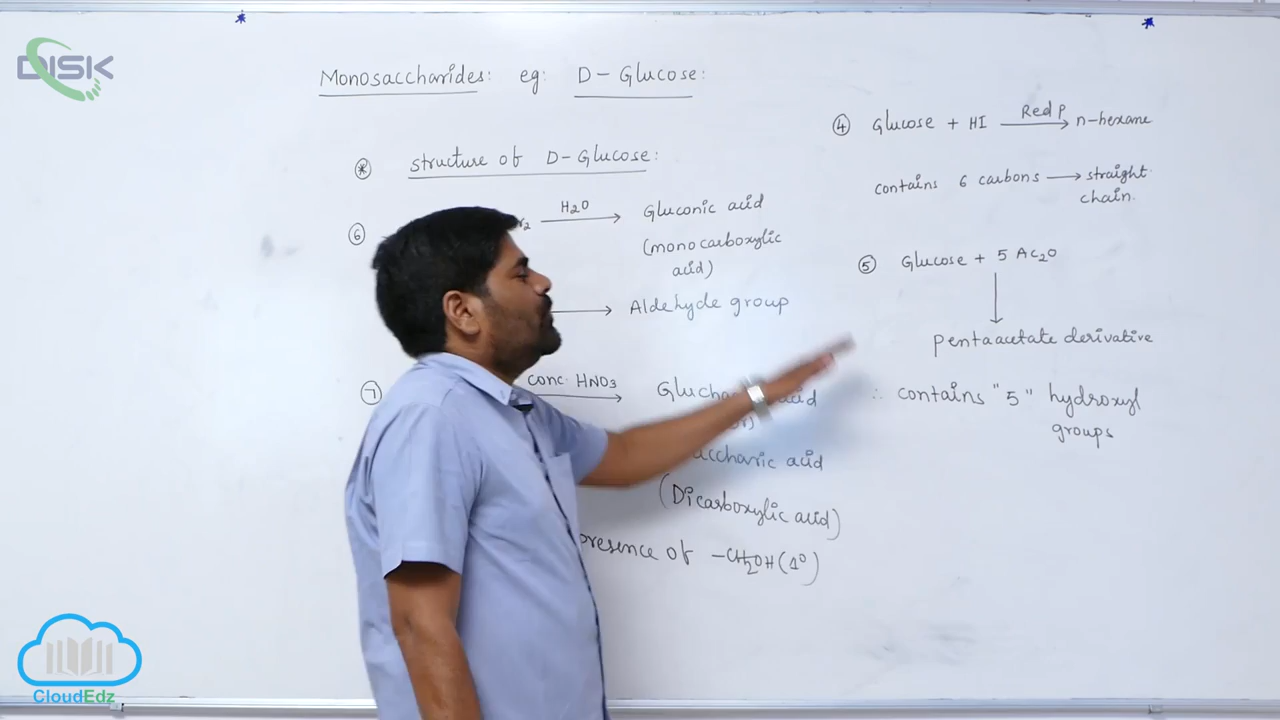 DISK
Monosaccharides: eg: D-Glucose:
* structure of D-Glucose:
⑥ H₂O → Gluconic acid
(monocarboxylic
acid)
→ Aldehyde group
⑦ conc. HNO₃ → acid
acid
(Dicarboxylic acid)
presence of -CH₂OH (1°)
④ Glucose + HI Red P → n-hexane
contains 6 carbons → straight
chain.
⑤ Glucose + 5 Ac₂O
↓
pentaacetate derivative
∴ contains "5" hydroxyl
groups
CloudEdz